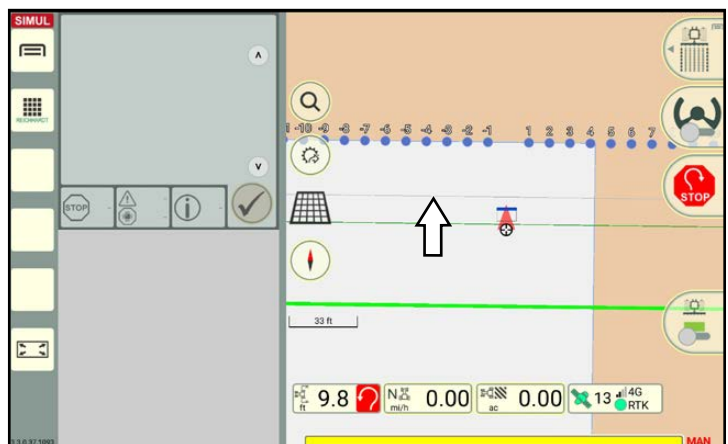 SIMUL
REICHHARDT
STOP
i
-10 -9 -8 -7 -6 -5 -4 -3 -2 -1 1 2 3 4 5 6 7
STOP
33 ft
ft 9.8
N mi/h 0.00
ac 0.00
13 4G RTK
MAN